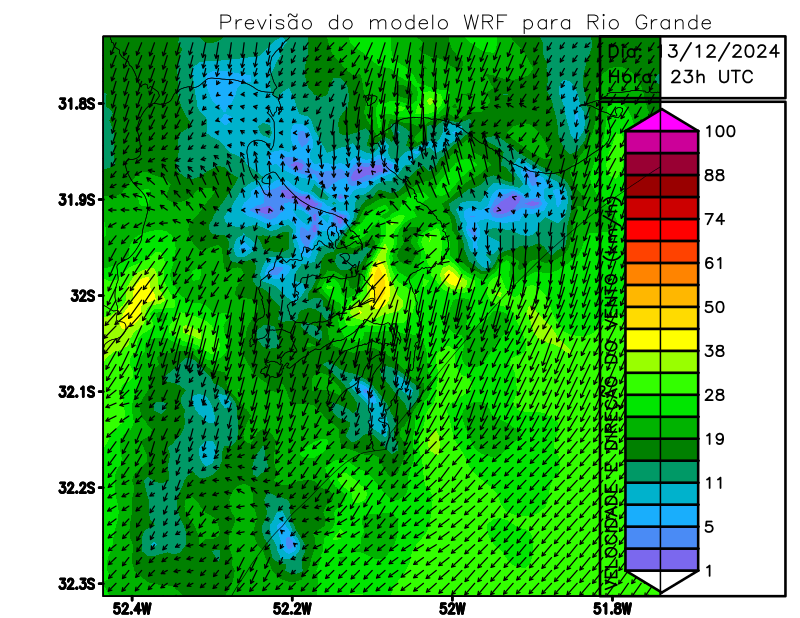 Previsão do modelo WRF para Rio Grande
Dia: 13/12/2024
Hora: 23h UTC
31.8S
31.9S
32S
32.1S
32.2S
32.3S
52.4W
52.2W
52W
51.8W
VELOCIDADE E DIREÇÃO DO VENTO (km/h)
100
88
74
61
50
38
28
19
11
5
1